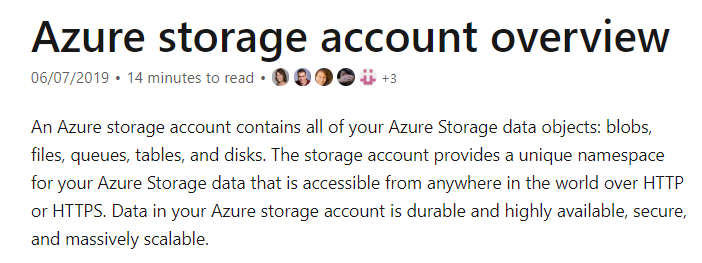 Azure storage account overview
06/07/2019 • 14 minutes to read • +3
An Azure storage account contains all of your Azure Storage data objects: blobs,
files, queues, tables, and disks. The storage account provides a unique namespace
for your Azure Storage data that is accessible from anywhere in the world over HTTP
or HTTPS. Data in your Azure storage account is durable and highly available, secure,
and massively scalable.